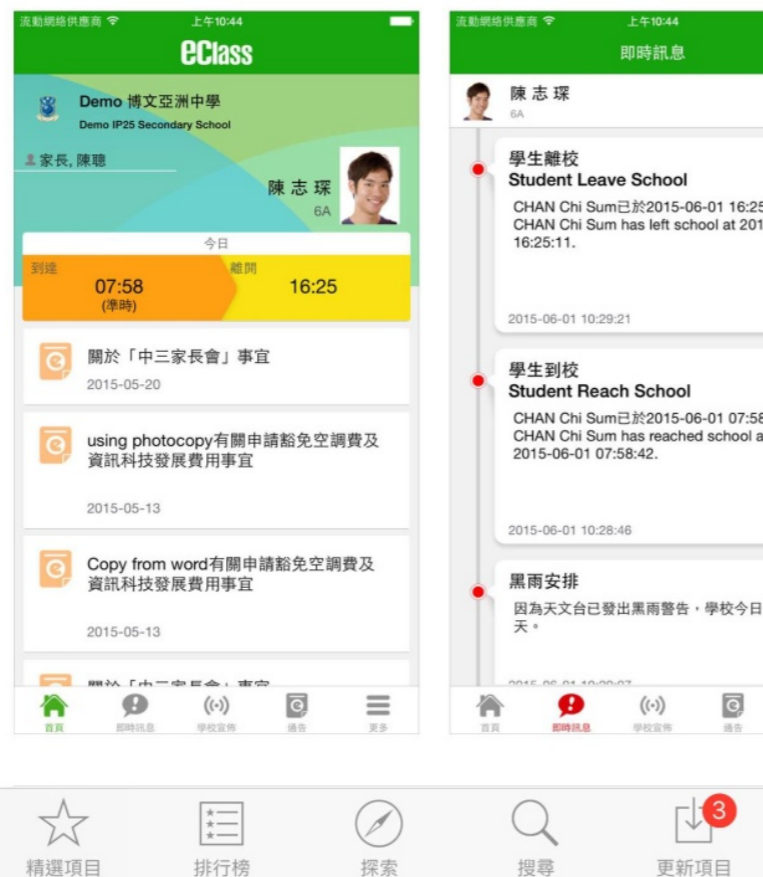 流動網絡供應商
上午10:44
eClass
Demo 博文亞洲中學
Demo IP25 Secondary School
家長, 陳聰
陳 志 琛
6A
今日
到達
07:58
(準時)
離開
16:25
關於「中三家長會」事宜
2015-05-20
using photocopy有關申請豁免空調費及
資訊科技發展費用事宜
2015-05-13
Copy from word有關申請豁免空調費及
資訊科技發展費用事宜
2015-05-13
關於「中三家長會」事宜
首頁
即時訊息
學校宣佈
通告
更多
流動網絡供應商
上午10:44
即時訊息
陳 志 琛
6A
學生離校
Student Leave School
CHAN Chi Sum已於2015-06-01 16:25
CHAN Chi Sum has left school at 201
16:25:11.
2015-06-01 10:29:21
學生到校
Student Reach School
CHAN Chi Sum已於2015-06-01 07:58
CHAN Chi Sum has reached school a
2015-06-01 07:58:42.
2015-06-01 10:28:46
黑雨安排
因為天文台已發出黑雨警告，學校今日
天。
首頁
即時訊息
學校宣佈
通告
精選項目
排行榜
探索
搜尋
3
更新項目